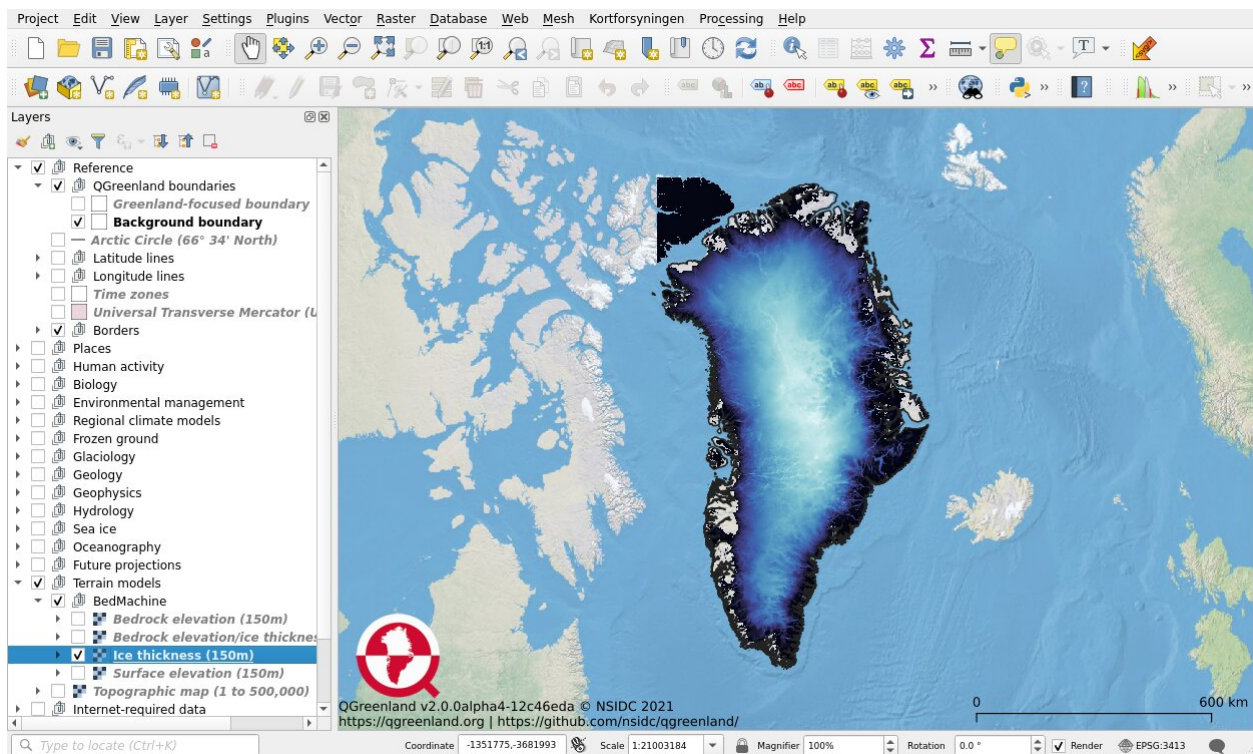 Project Edit View Layer Settings Plugins Vector Raster Database Web Mesh Kortforsyningen Processing Help
Layers
Reference
QGreenland boundaries
Greenland-focused boundary
Background boundary
Arctic Circle (66° 34' North)
Latitude lines
Longitude lines
Time zones
Universal Transverse Mercator (U
Borders
Places
Human activity
Biology
Environmental management
Regional climate models
Frozen ground
Glaciology
Geology
Geophysics
Hydrology
Sea ice
Oceanography
Future projections
Terrain models
BedMachine
Bedrock elevation (150m)
Bedrock elevation/ice thicknes
Ice thickness (150m)
Surface elevation (150m)
Topographic map (1 to 500,000)
Internet-required data
QGreenland v2.0.0alpha4-12c46eda © NSIDC 2021
https://qgreenland.org | https://github.com/nsidc/qgreenland/
0 600 km
Type to locate (Ctrl+K) Coordinate -1351775,-3681993 Scale 1:21003184 Magnifier 100% Rotation 0.0 ° Render EPSG:3413